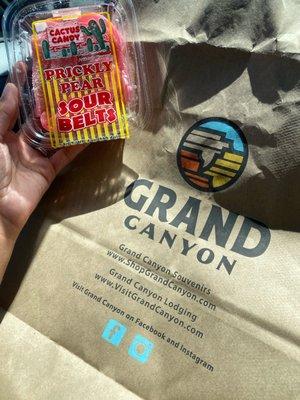 CACTUS
CANDY
PRICKLY
PEAR
SOUR
BELTS
GRAND
CANYON
Grand Canyon Souvenirs
www.ShopGrandCanyon.com
Grand Canyon Lodging
www.VisitGrandCanyon.com
Visit Grand Canyon on Facebook and Instagram
f